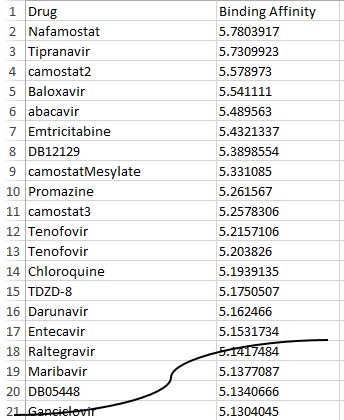 1 Drug Binding Affinity
2 Nafamostat 5.7803917
3 Tipranavir 5.7309923
4 camostat2 5.578973
5 Baloxavir 5.541111
6 abacavir 5.489563
7 Emtricitabine 5.4321337
8 DB12129 5.3898554
9 camostatMesylate 5.331085
10 Promazine 5.261567
11 camostat3 5.2578306
12 Tenofovir 5.2157106
13 Tenofovir 5.203826
14 Chloroquine 5.1939135
15 TDZD-8 5.1750507
16 Darunavir 5.162466
17 Entecavir 5.1531734
18 Raltegravir 5.1417484
19 Maribavir 5.1377087
20 DB05448 5.1340666
21 Ganciclovir 5.1304045